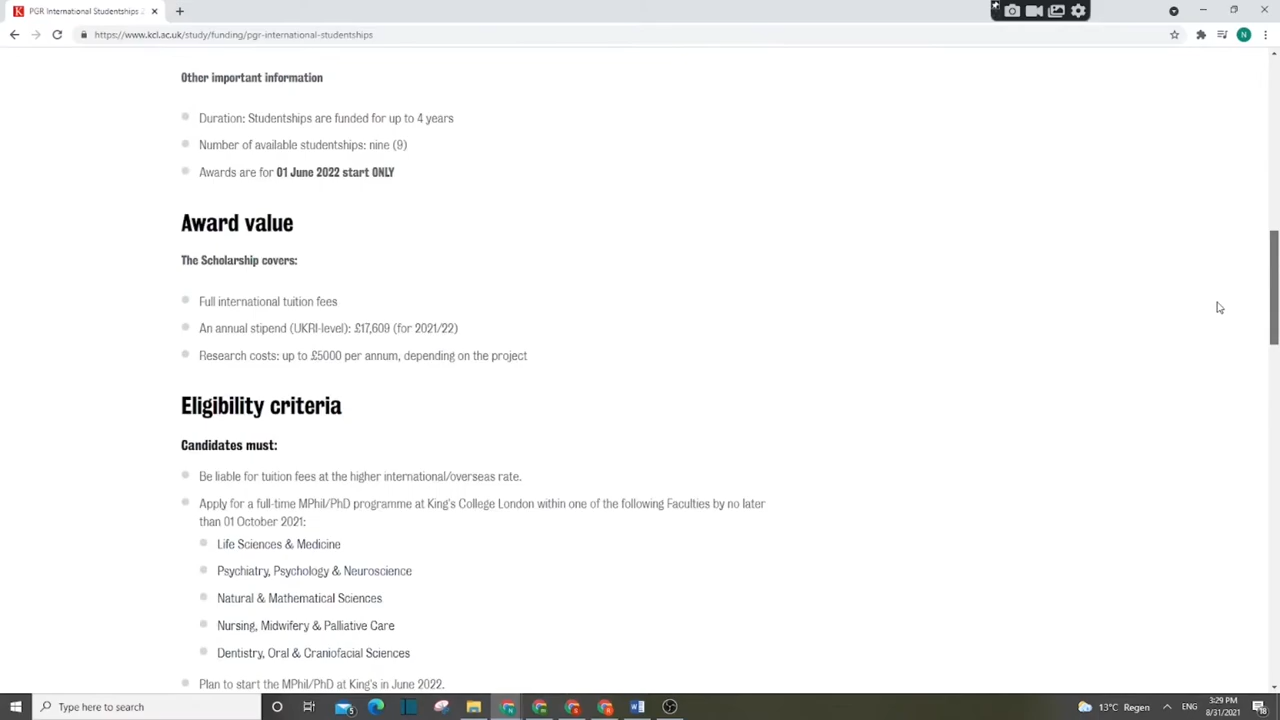 PGR International Studentships 2
https://www.kcl.ac.uk/study/funding/pgr-international-studentships
N
Other important information
Duration: Studentships are funded for up to 4 years
Number of available studentships: nine (9)
Awards are for 01 June 2022 start ONLY
Award value
The Scholarship covers:
Full international tuition fees
An annual stipend (UKRI-level): £17,609 (for 2021/22)
Research costs: up to £5000 per annum, depending on the project
Eligibility criteria
Candidates must:
Be liable for tuition fees at the higher international/overseas rate.
Apply for a full-time MPhil/PhD programme at King's College London within one of the following Faculties by no later
than 01 October 2021:
Life Sciences & Medicine
Psychiatry, Psychology & Neuroscience
Natural & Mathematical Sciences
Nursing, Midwifery & Palliative Care
Dentistry, Oral & Craniofacial Sciences
Plan to start the MPhil/PhD at King's in June 2022.
Type here to search
13°C Regen
ENG
3:29 PM
8/31/2021